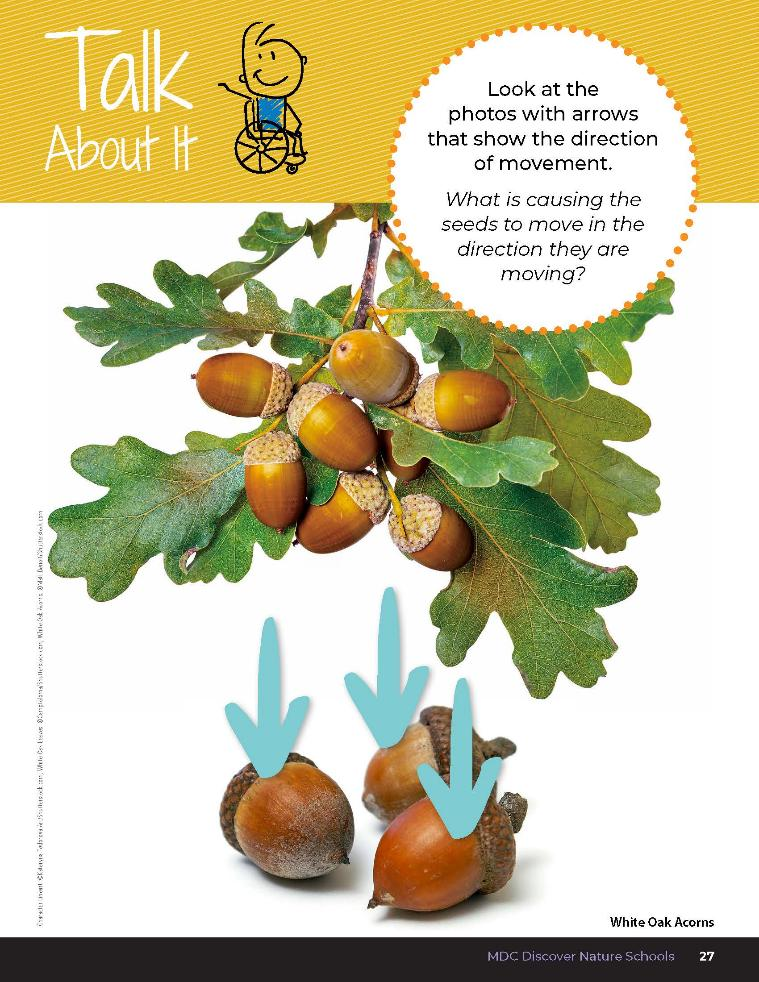 Talk
About It
Look at the
photos with arrows
that show the direction
of movement.
What is causing the
seeds to move in the
direction they are
moving?
White Oak Acorns
MDC Discover Nature Schools 27